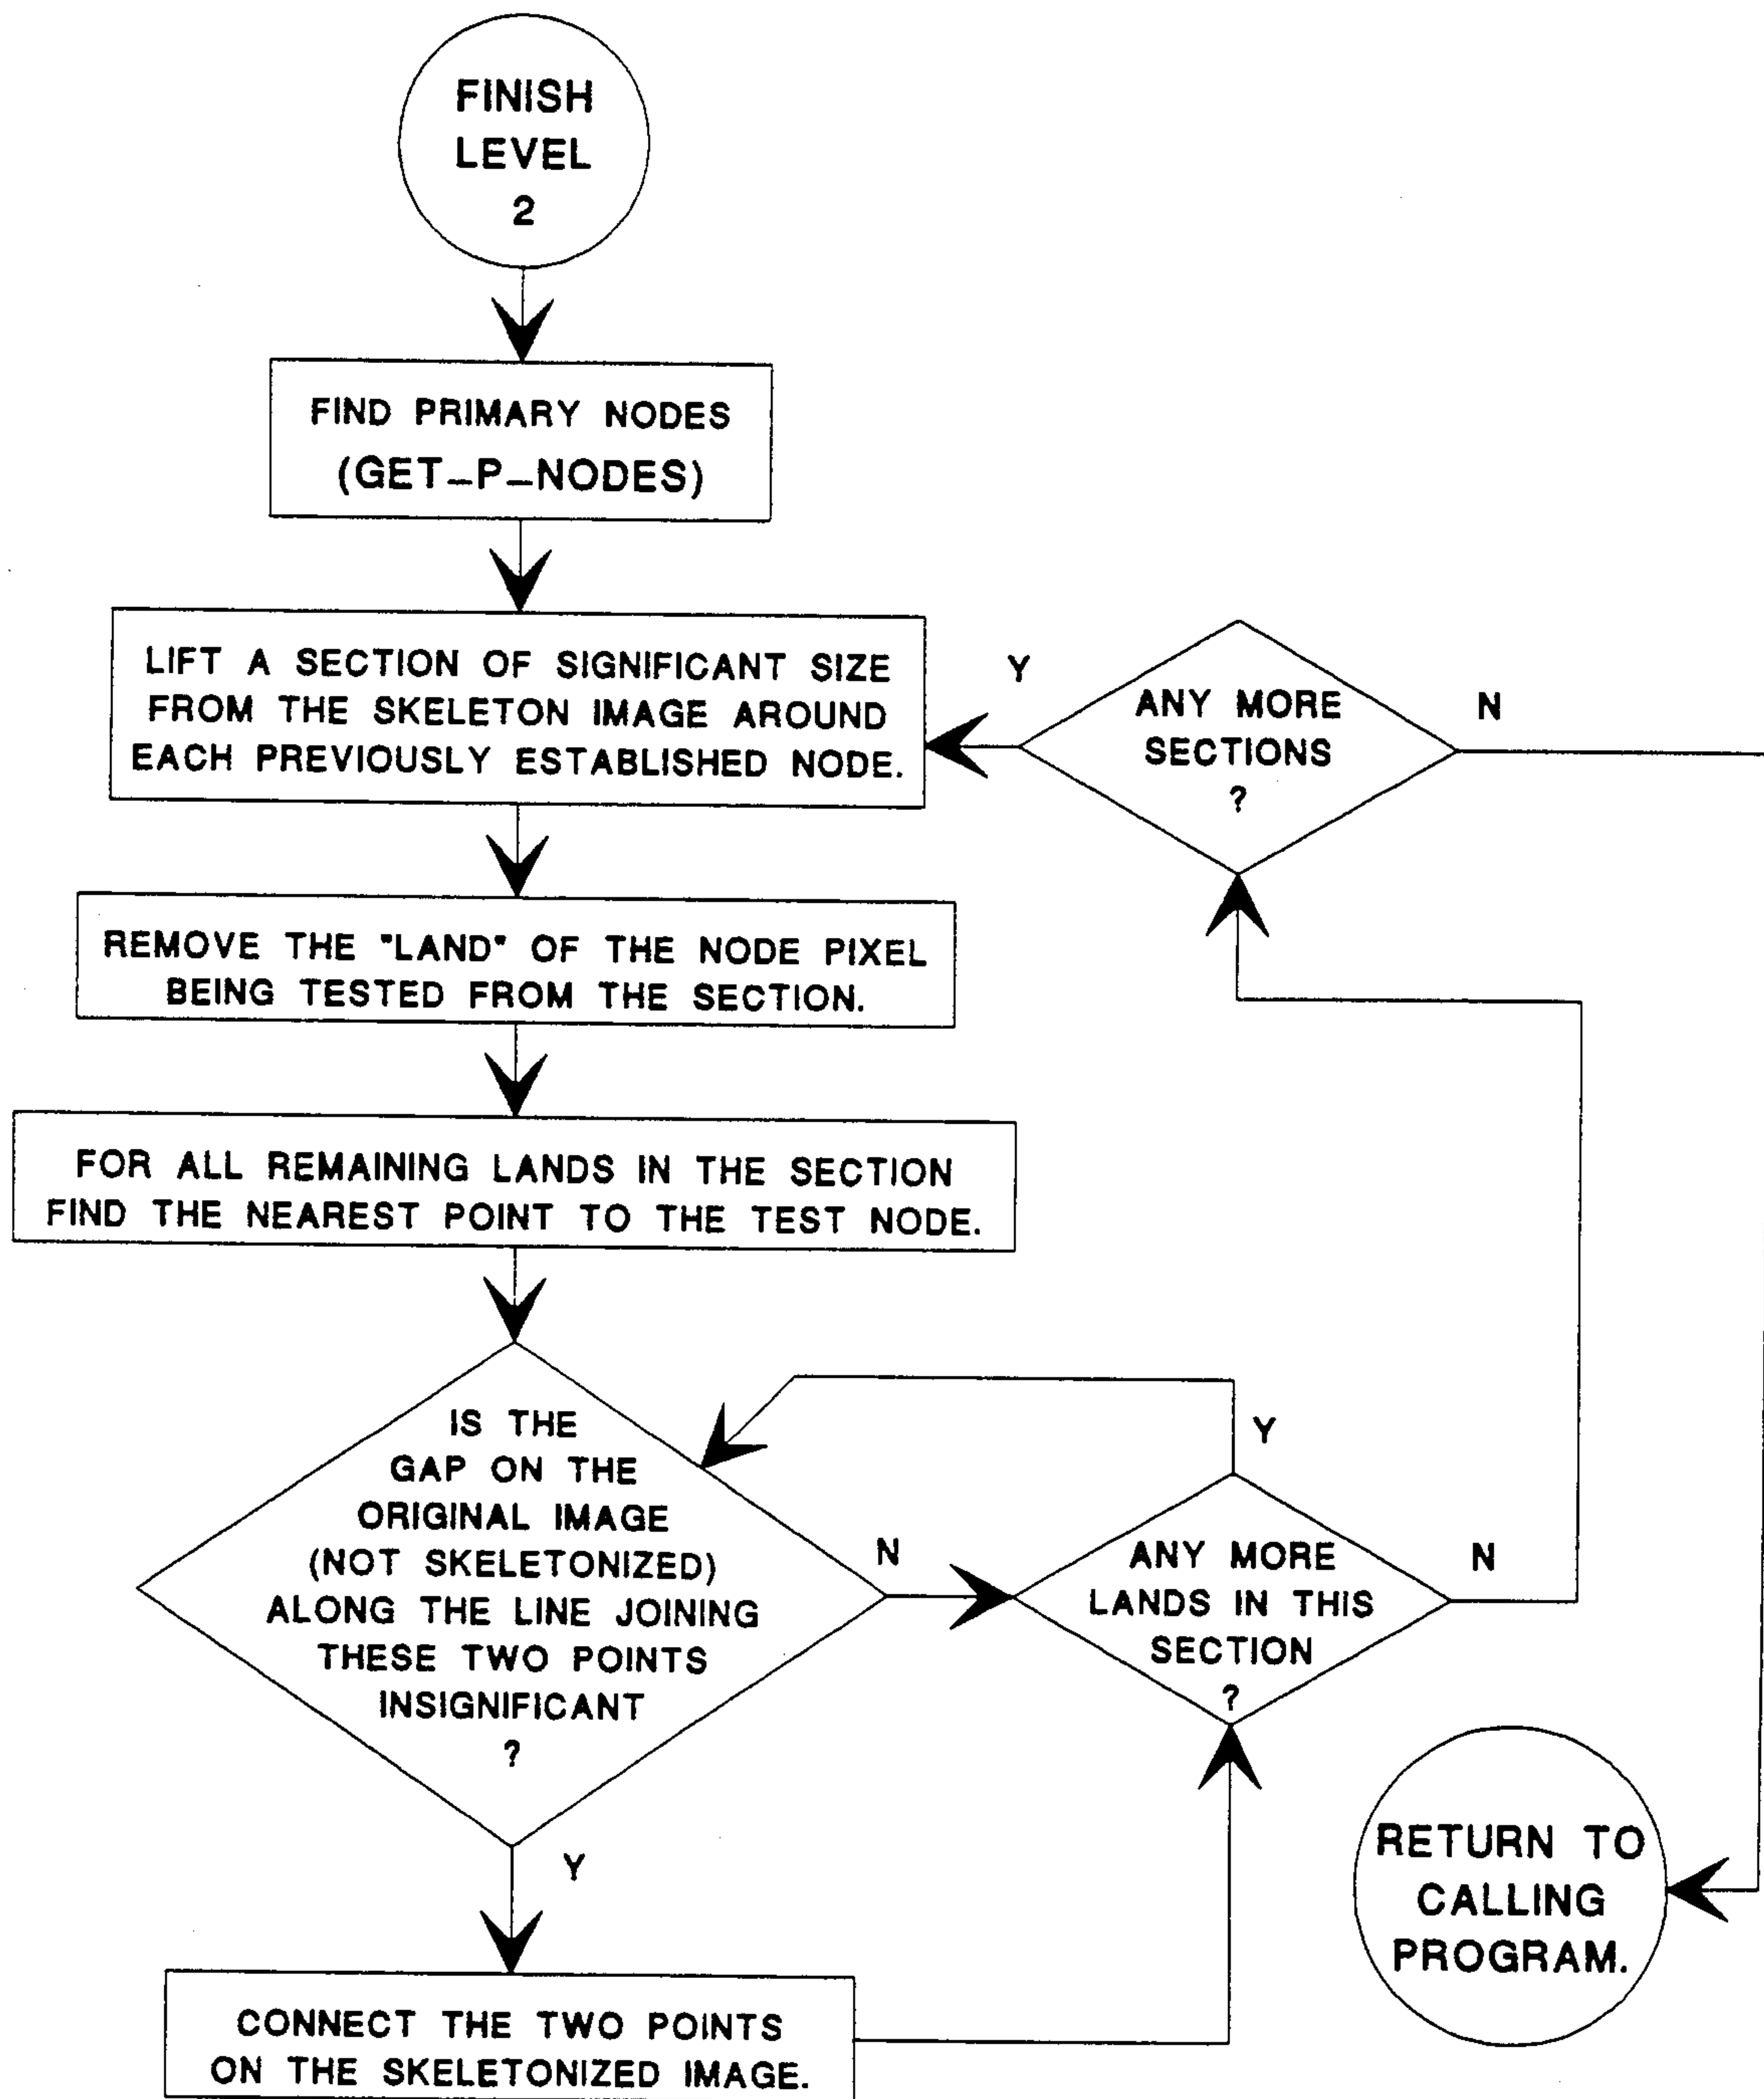 FINISH
LEVEL
2
FIND PRIMARY NODES
(GET_P_NODES)
LIFT A SECTION OF SIGNIFICANT SIZE
FROM THE SKELETON IMAGE AROUND
EACH PREVIOUSLY ESTABLISHED NODE.
Y
ANY MORE
SECTIONS
?
N
REMOVE THE "LAND" OF THE NODE PIXEL
BEING TESTED FROM THE SECTION.
FOR ALL REMAINING LANDS IN THE SECTION
FIND THE NEAREST POINT TO THE TEST NODE.
IS THE
GAP ON THE
ORIGINAL IMAGE
(NOT SKELETONIZED)
ALONG THE LINE JOINING
THESE TWO POINTS
INSIGNIFICANT
?
N
Y
ANY MORE
LANDS IN THIS
SECTION
?
N
Y
CONNECT THE TWO POINTS
ON THE SKELETONIZED IMAGE.
RETURN TO
CALLING
PROGRAM.